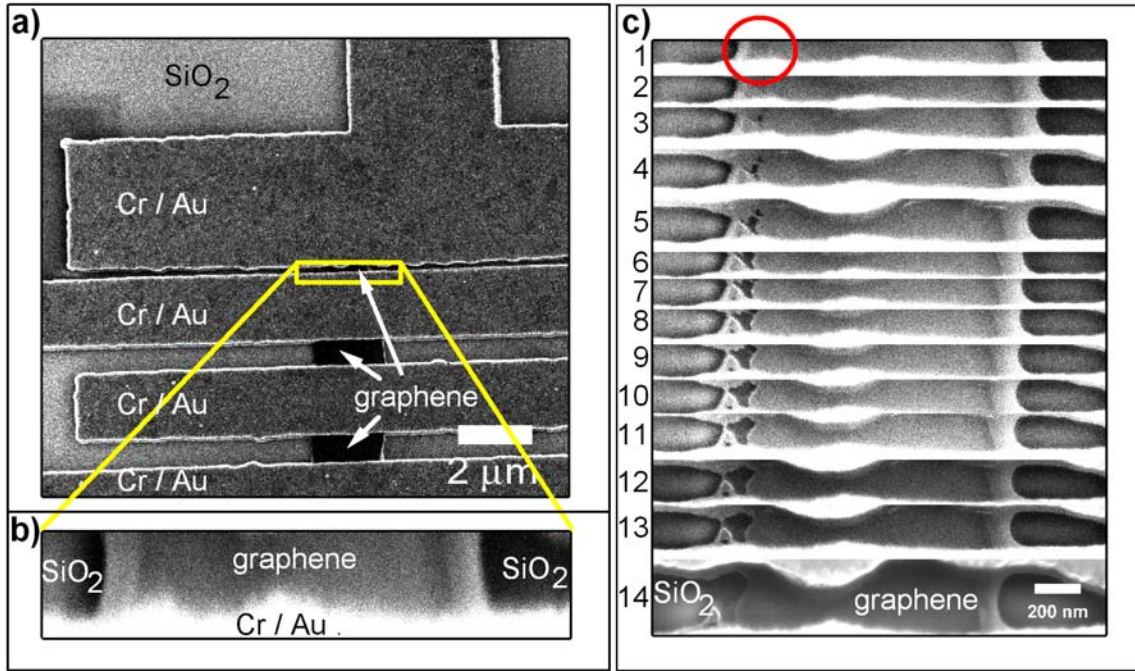 a)
SiO2
Cr / Au
Cr / Au
graphene
Cr / Au
2 μm
Cr / Au
b)
SiO2
graphene
SiO2
Cr / Au .
c)
1
2
3
4
5
6
7
8
9
10
11
12
13
14
SiO2
graphene
200 nm